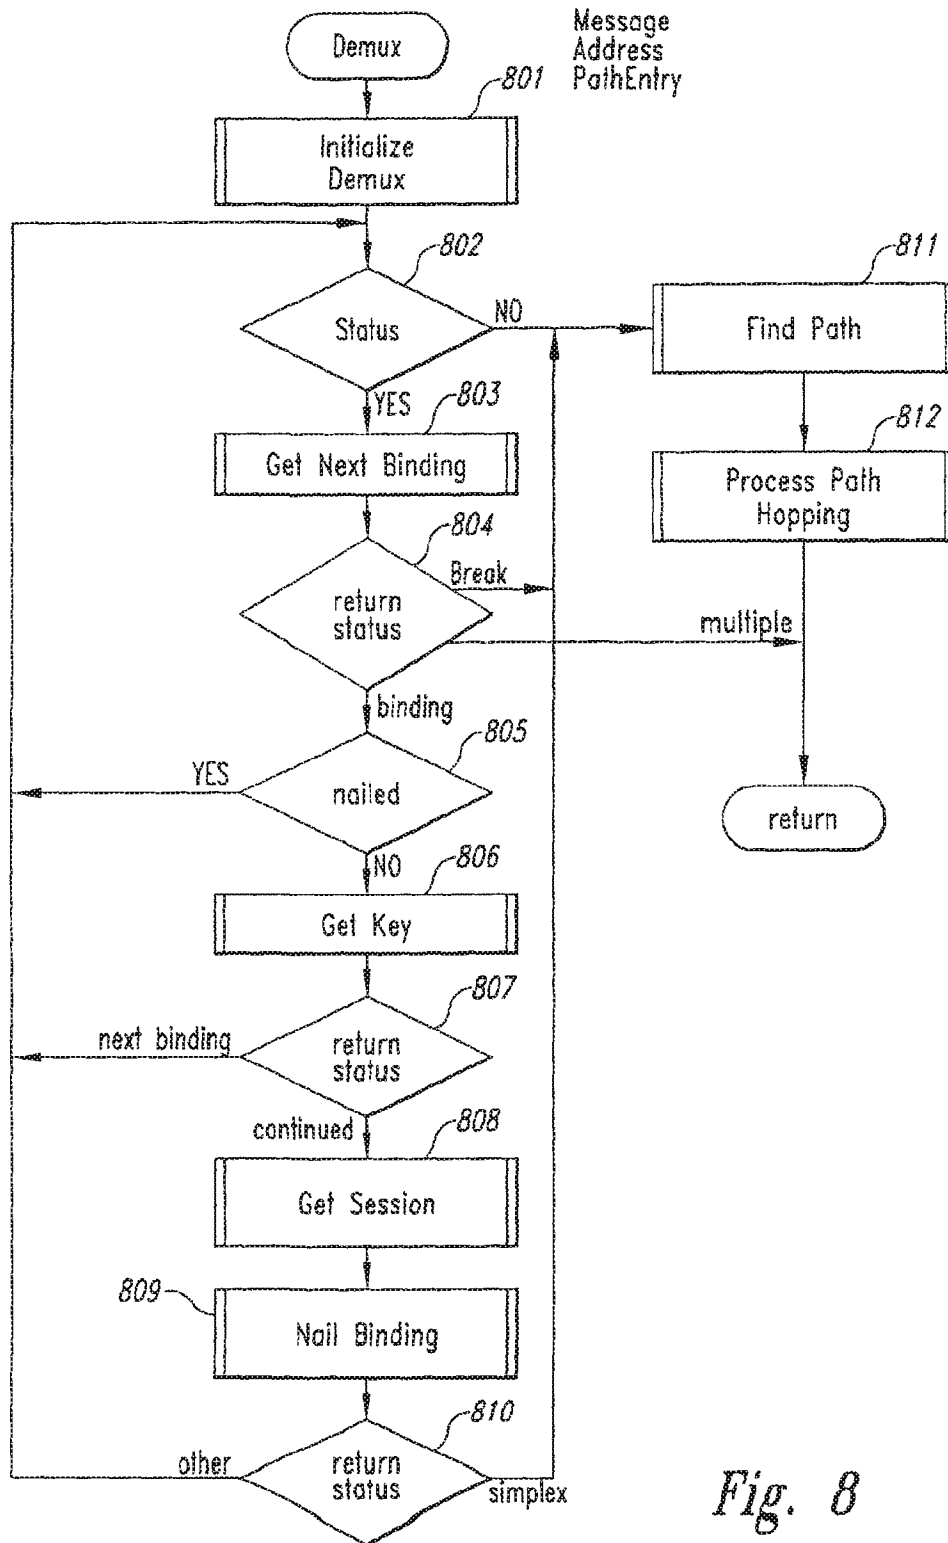 Demux
Message
Address
PathEntry
801
Initialize
Demux
802
Status
NO
YES
811
Find Path
803
Get Next Binding
812
Process Path
Hopping
804
return
status
Break
multiple
binding
805
nailed
YES
NO
return
806
Get Key
807
return
status
next binding
continued
808
Get Session
809
Nail Binding
810
return
status
other
simplex
Fig. 8